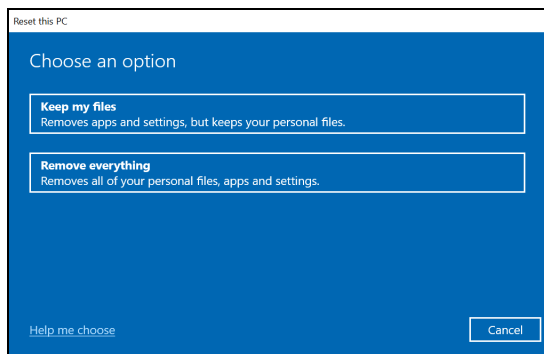 Reset this PC
Choose an option
Keep my files
Removes apps and settings, but keeps your personal files.
Remove everything
Removes all of your personal files, apps and settings.
Help me choose
Cancel